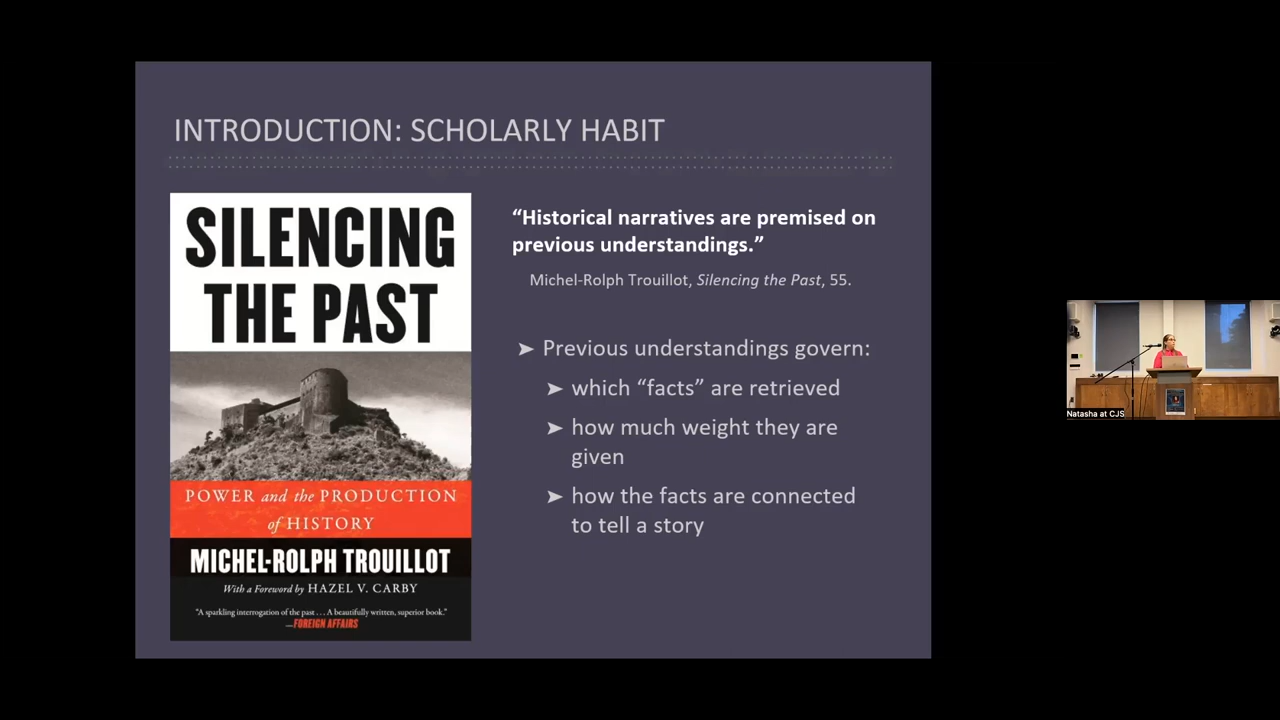 INTRODUCTION: SCHOLARLY HABIT
SILENCING
THE PAST
POWER and the PRODUCTION
of HISTORY
MICHEL-ROLPH TROUILLOT
With a Foreword by HAZEL V. CARBY
"A sparkling interrogation of the past . . . A beautifully written, superior book."
—FOREIGN AFFAIRS
“Historical narratives are premised on
previous understandings.”
Michel-Rolph Trouillot, Silencing the Past, 55.
➤ Previous understandings govern:
➤ which “facts” are retrieved
➤ how much weight they are
given
➤ how the facts are connected
to tell a story
Natasha at CJS